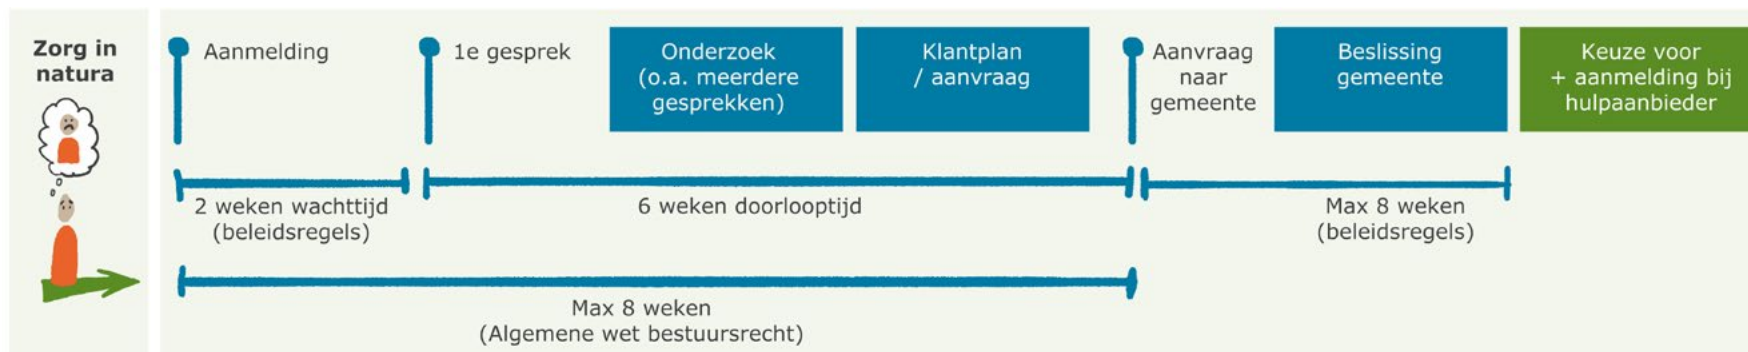 Zorg in
natura
Aanmelding
1e gesprek
Onderzoek
(o.a. meerdere
gesprekken)
Klantplan
/ aanvraag
Aanvraag
naar
gemeente
Beslissing
gemeente
Keuze voor
+ aanmelding bij
hulpaanbieder
2 weken wachttijd
(beleidsregels)
6 weken doorlooptijd
Max 8 weken
(beleidsregels)
Max 8 weken
(Algemene wet bestuursrecht)